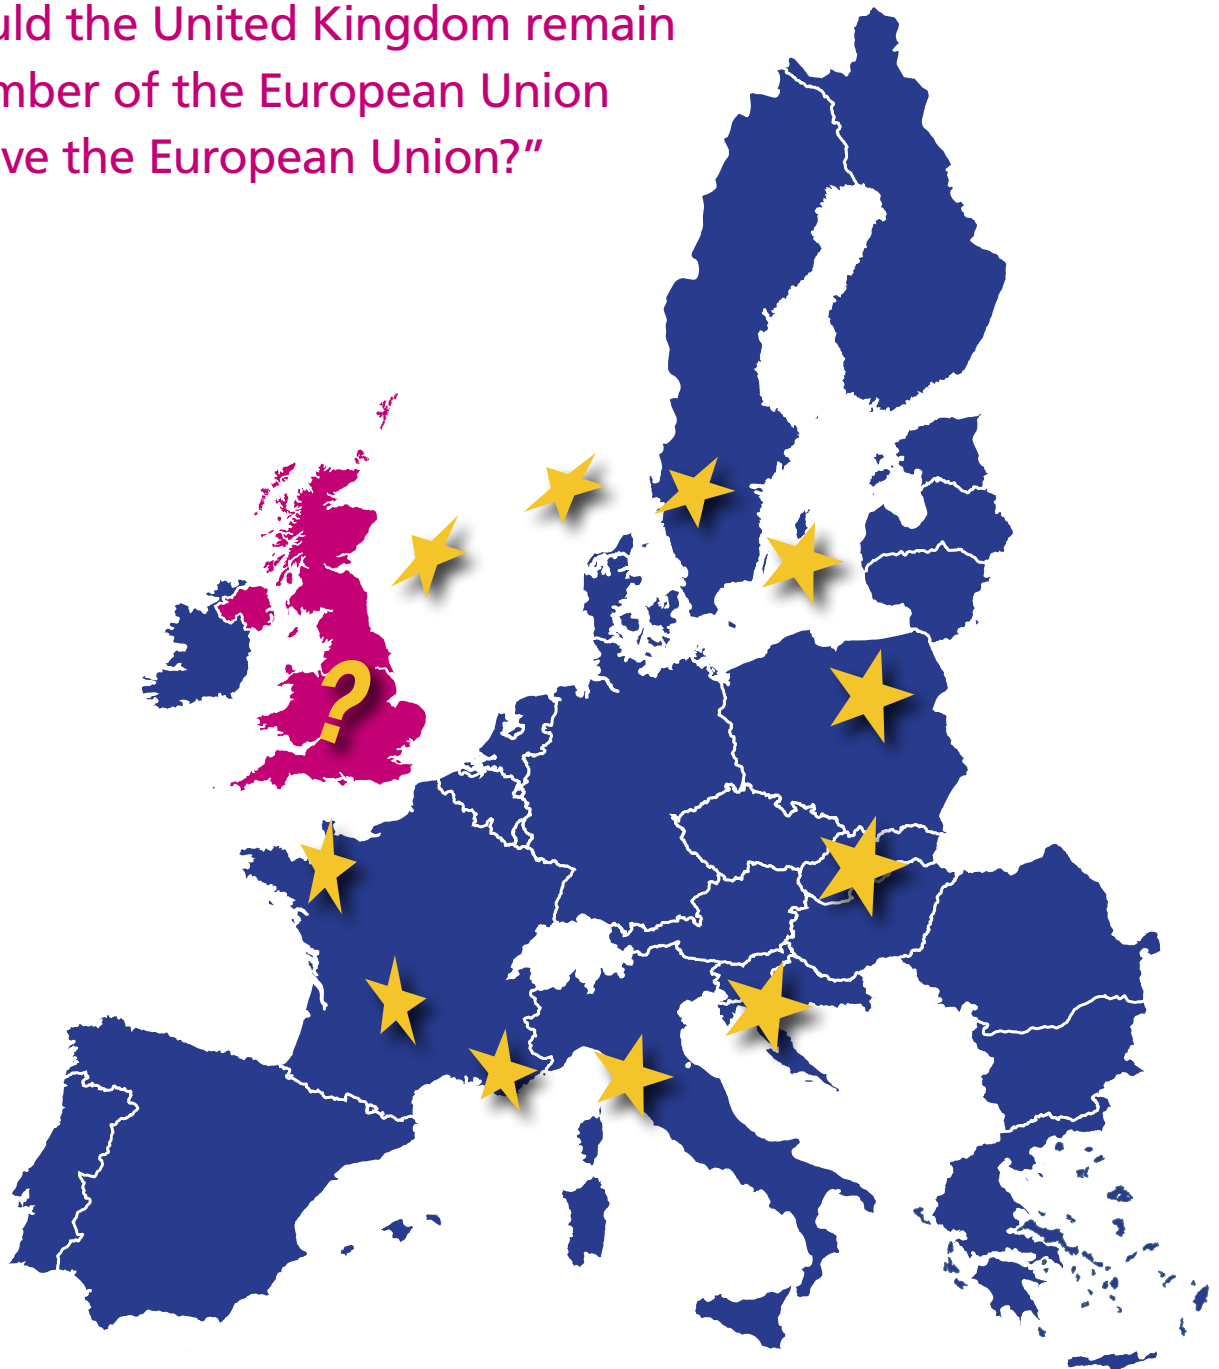 uld the United Kingdom remain
mber of the European Union
ve the European Union?”
?